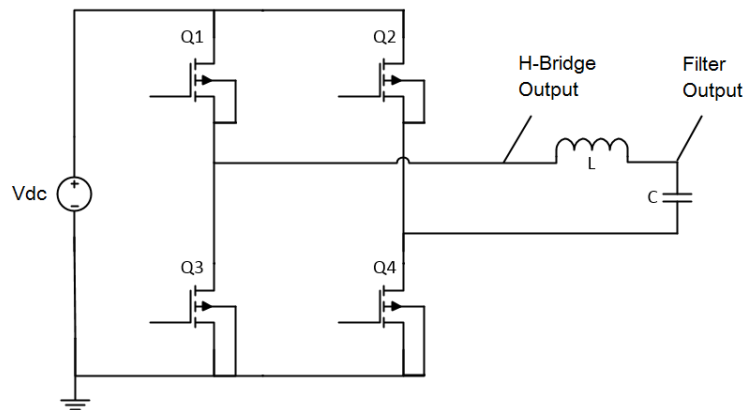 Q1
Q2
H-Bridge
Output
Filter
Output
L
Vdc
C
Q3
Q4